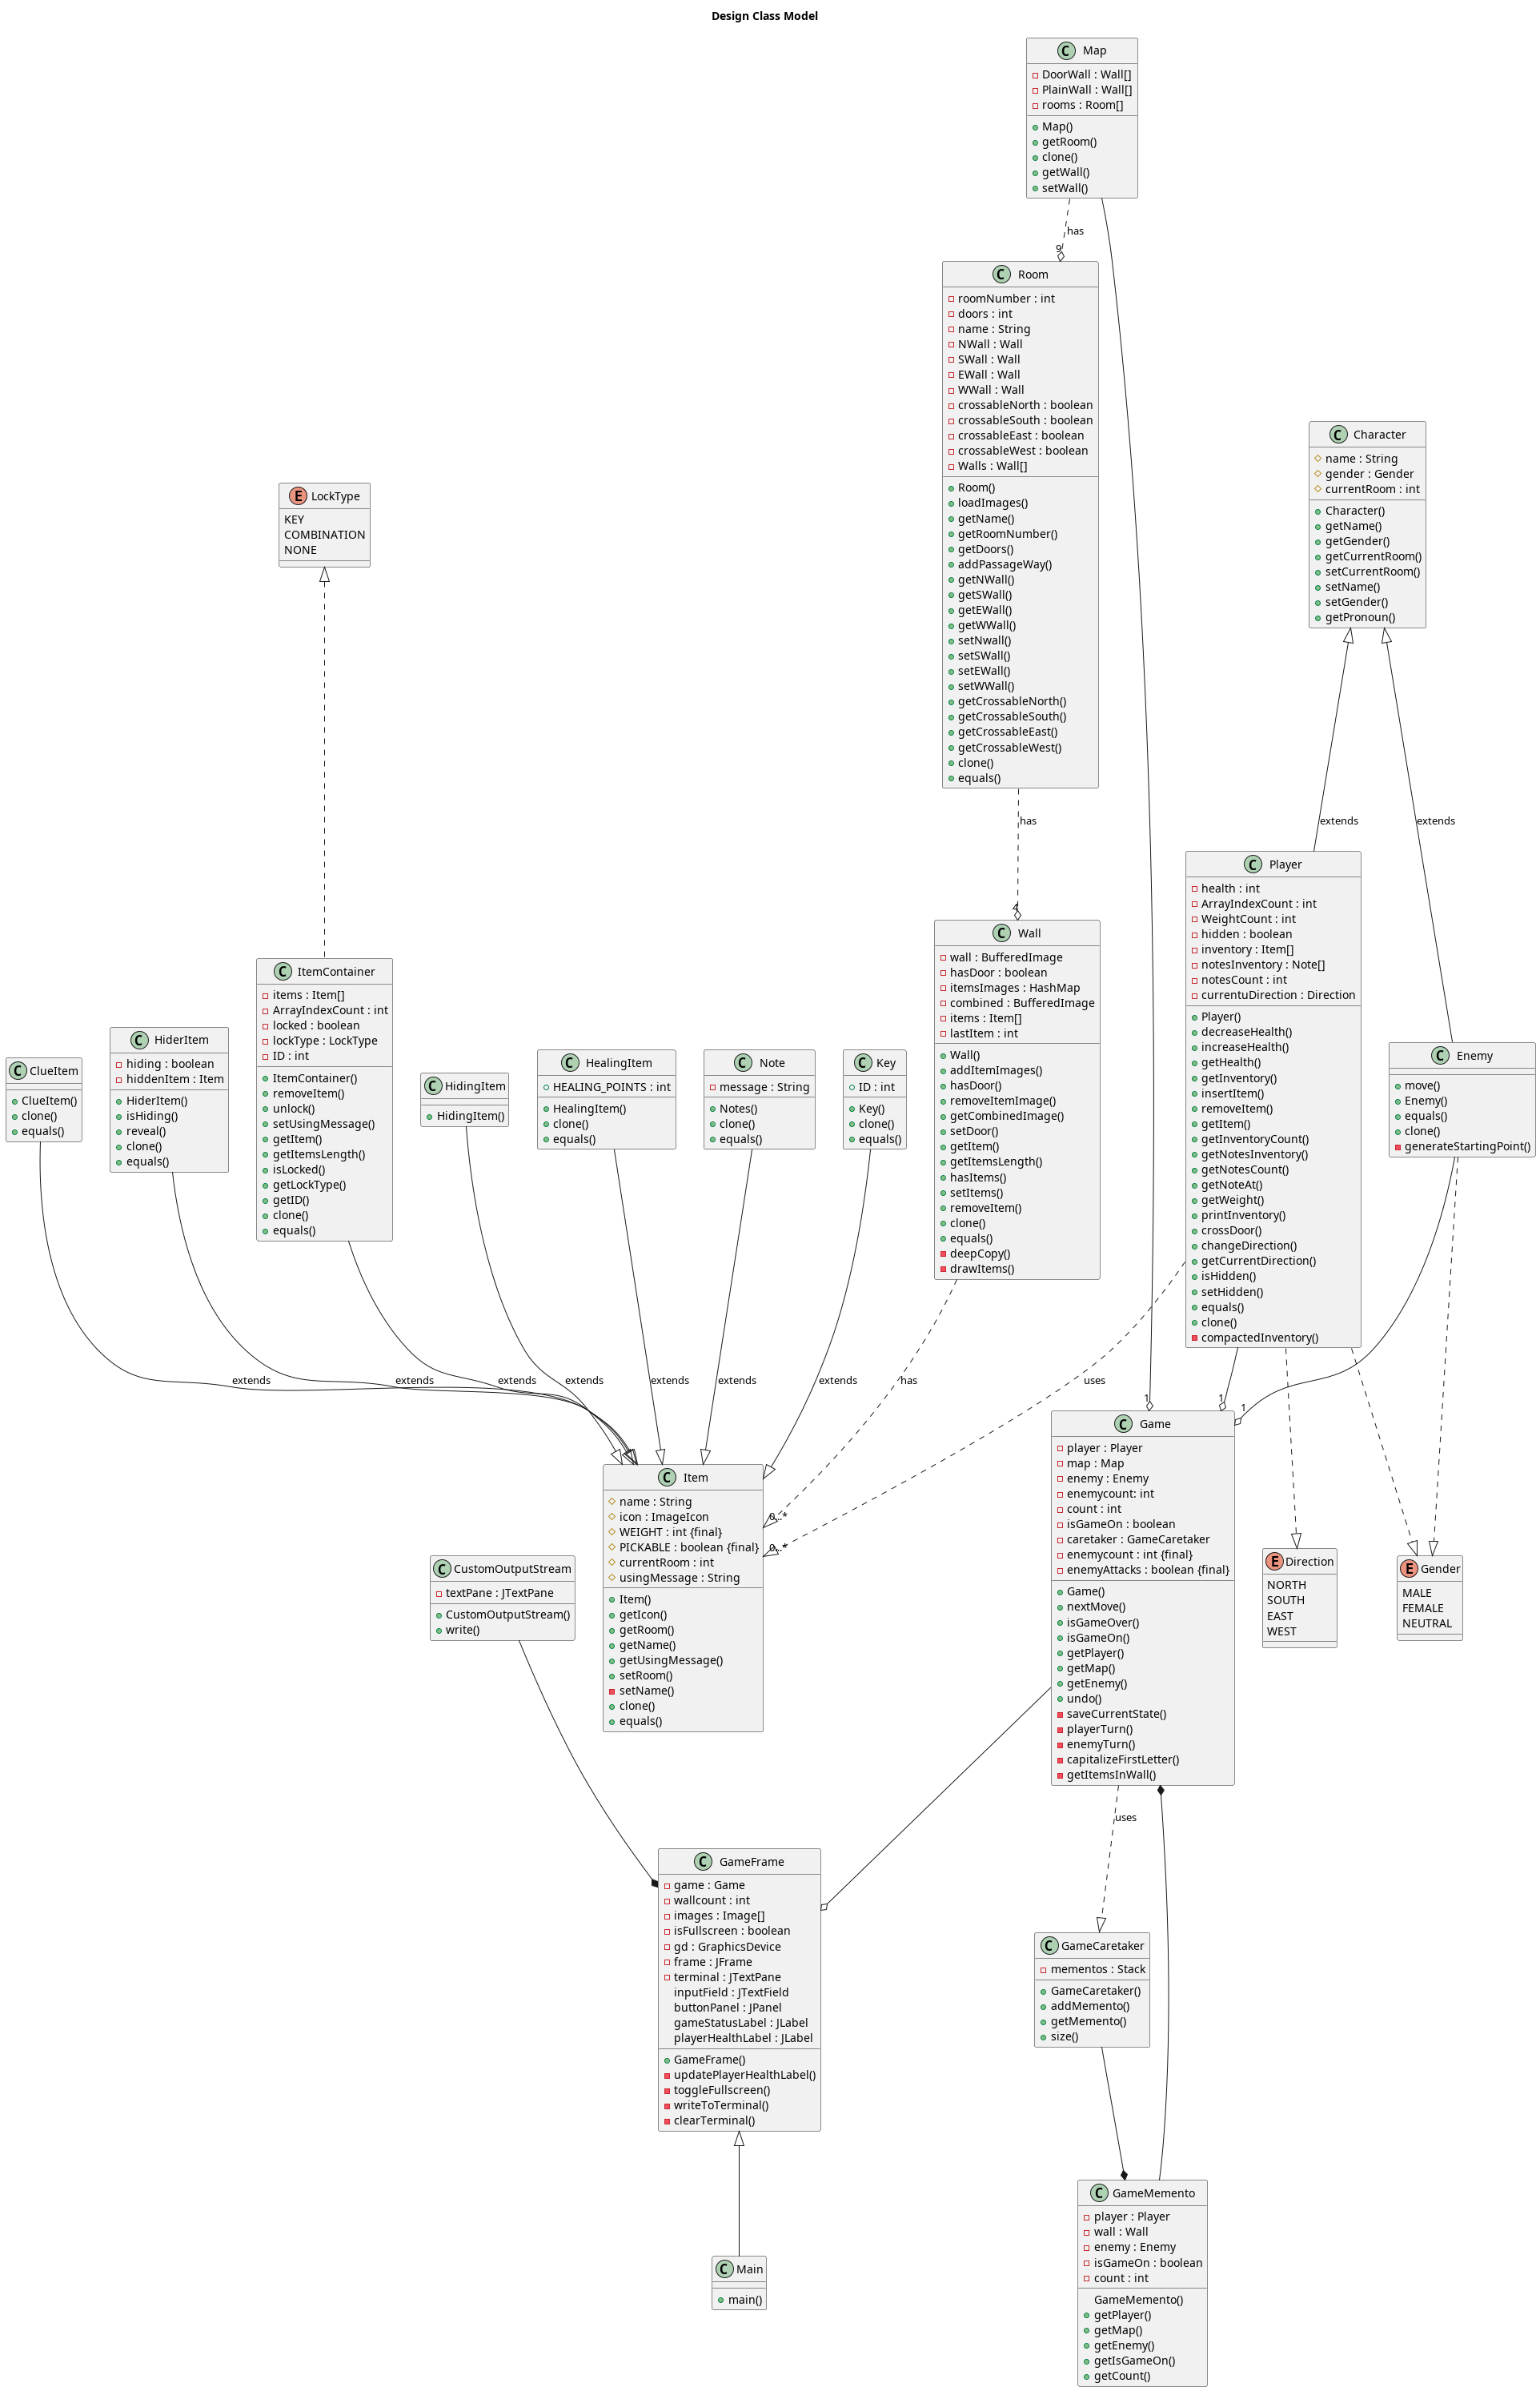 Design Class Model
Map
DoorWall : Wall[]
PlainWall : Wall[]
rooms : Room[]
Map()
getRoom()
clone()
getWall()
setWall()
has
9
Room
roomNumber : int
doors : int
name : String
NWall : Wall
SWall : Wall
EWall : Wall
WWall : Wall
crossableNorth : boolean
crossableSouth : boolean
crossableEast : boolean
crossableWest : boolean
Walls : Wall[]
Room()
loadImages()
getName()
getRoomNumber()
getDoors()
addPassageWay()
getNWall()
getSWall()
getEWall()
getWWall()
setNwall()
setSWall()
setEWall()
setWWall()
getCrossableNorth()
getCrossableSouth()
getCrossableEast()
getCrossableWest()
clone()
equals()
Character
name : String
gender : Gender
currentRoom : int
Character()
getName()
getGender()
getCurrentRoom()
setCurrentRoom()
setName()
setGender()
getPronoun()
LockType
KEY
COMBINATION
NONE
has
4
extends
extends
Player
health : int
ArrayIndexCount : int
WeightCount : int
hidden : boolean
inventory : Item[]
notesInventory : Note[]
notesCount : int
currentuDirection : Direction
Player()
decreaseHealth()
increaseHealth()
getHealth()
getInventory()
insertItem()
removeItem()
getItem()
getInventoryCount()
getNotesInventory()
getNotesCount()
getNoteAt()
getWeight()
printInventory()
crossDoor()
changeDirection()
getCurrentDirection()
isHidden()
setHidden()
equals()
clone()
compactedInventory()
Wall
wall : BufferedImage
hasDoor : boolean
itemsImages : HashMap
combined : BufferedImage
items : Item[]
lastItem : int
Wall()
addItemImages()
hasDoor()
removeItemImage()
getCombinedImage()
setDoor()
getItem()
getItemsLength()
hasItems()
setItems()
removeItem()
clone()
equals()
deepCopy()
drawItems()
ItemContainer
items : Item[]
ArrayIndexCount : int
locked : boolean
lockType : LockType
ID : int
ItemContainer()
removeItem()
unlock()
setUsingMessage()
getItem()
getItemsLength()
isLocked()
getLockType()
getID()
clone()
equals()
HiderItem
hiding : boolean
hiddenItem : Item
HiderItem()
isHiding()
reveal()
clone()
equals()
ClueItem
ClueItem()
clone()
equals()
HidingItem
HidingItem()
HealingItem
HEALING_POINTS : int
HealingItem()
clone()
equals()
Note
message : String
Notes()
clone()
equals()
Key
ID : int
Key()
clone()
equals()
Enemy
move()
Enemy()
equals()
clone()
generateStartingPoint()
extends
extends
extends
extends
extends
extends
extends
has
uses
0..*
0..*
1
1
1
Item
name : String
icon : ImageIcon
WEIGHT : int {final}
PICKABLE : boolean {final}
currentRoom : int
usingMessage : String
Item()
getIcon()
getRoom()
getName()
getUsingMessage()
setRoom()
setName()
clone()
equals()
Game
player : Player
map : Map
enemy : Enemy
enemycount: int
count : int
isGameOn : boolean
caretaker : GameCaretaker
enemycount : int {final}
enemyAttacks : boolean {final}
Game()
nextMove()
isGameOver()
isGameOn()
getPlayer()
getMap()
getEnemy()
undo()
saveCurrentState()
playerTurn()
enemyTurn()
capitalizeFirstLetter()
getItemsInWall()
Direction
NORTH
SOUTH
EAST
WEST
Gender
MALE
FEMALE
NEUTRAL
CustomOutputStream
textPane : JTextPane
CustomOutputStream()
write()
uses
GameFrame
game : Game
wallcount : int
images : Image[]
isFullscreen : boolean
gd : GraphicsDevice
frame : JFrame
terminal : JTextPane
inputField : JTextField
buttonPanel : JPanel
gameStatusLabel : JLabel
playerHealthLabel : JLabel
GameFrame()
updatePlayerHealthLabel()
toggleFullscreen()
writeToTerminal()
clearTerminal()
GameCaretaker
mementos : Stack
GameCaretaker()
addMemento()
getMemento()
size()
Main
main()
GameMemento
player : Player
wall : Wall
enemy : Enemy
isGameOn : boolean
count : int
GameMemento()
getPlayer()
getMap()
getEnemy()
getIsGameOn()
getCount()